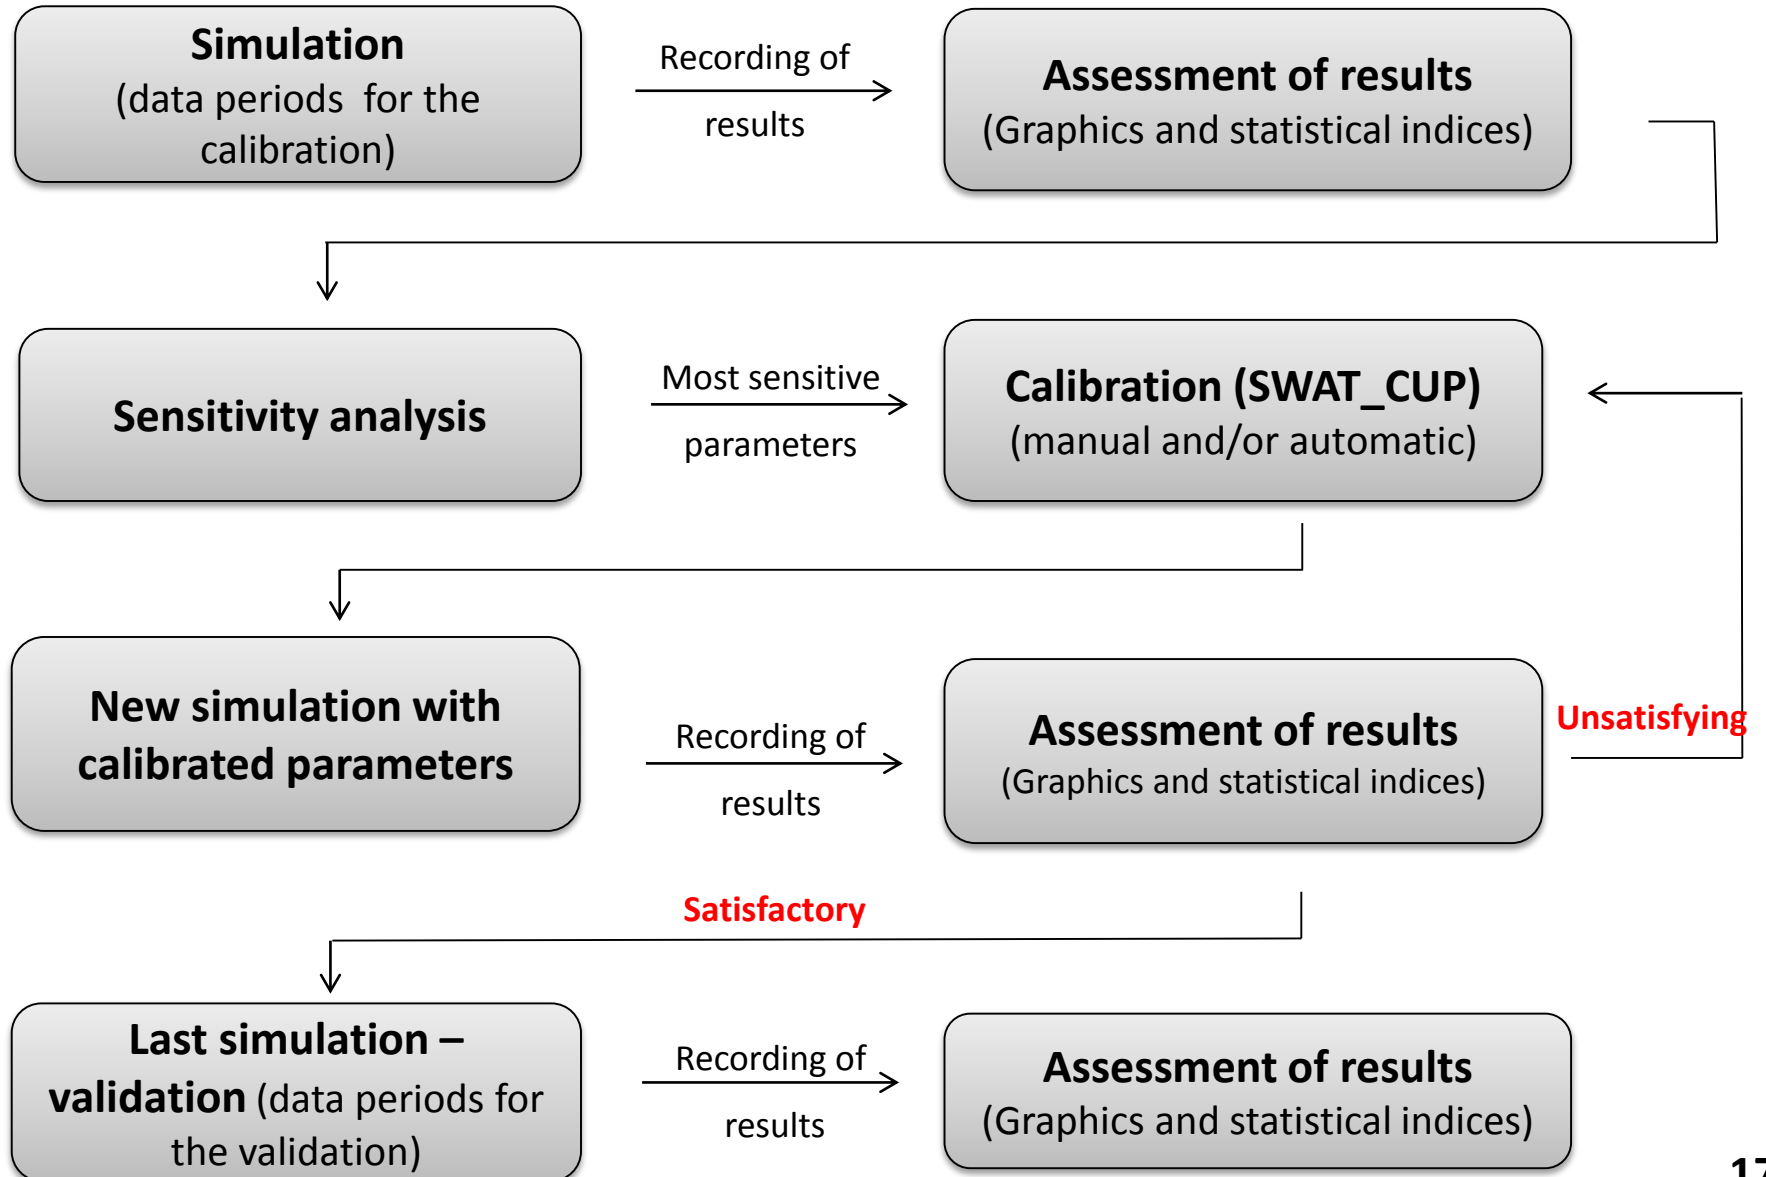 Simulation
(data periods for the
calibration)
Recording of
results
Assessment of results
(Graphics and statistical indices)
Sensitivity analysis
Most sensitive
parameters
Calibration (SWAT_CUP)
(manual and/or automatic)
New simulation with
calibrated parameters
Recording of
results
Assessment of results
(Graphics and statistical indices)
Unsatisfying
Satisfactory
Last simulation –
validation (data periods for
the validation)
Recording of
results
Assessment of results
(Graphics and statistical indices)
17